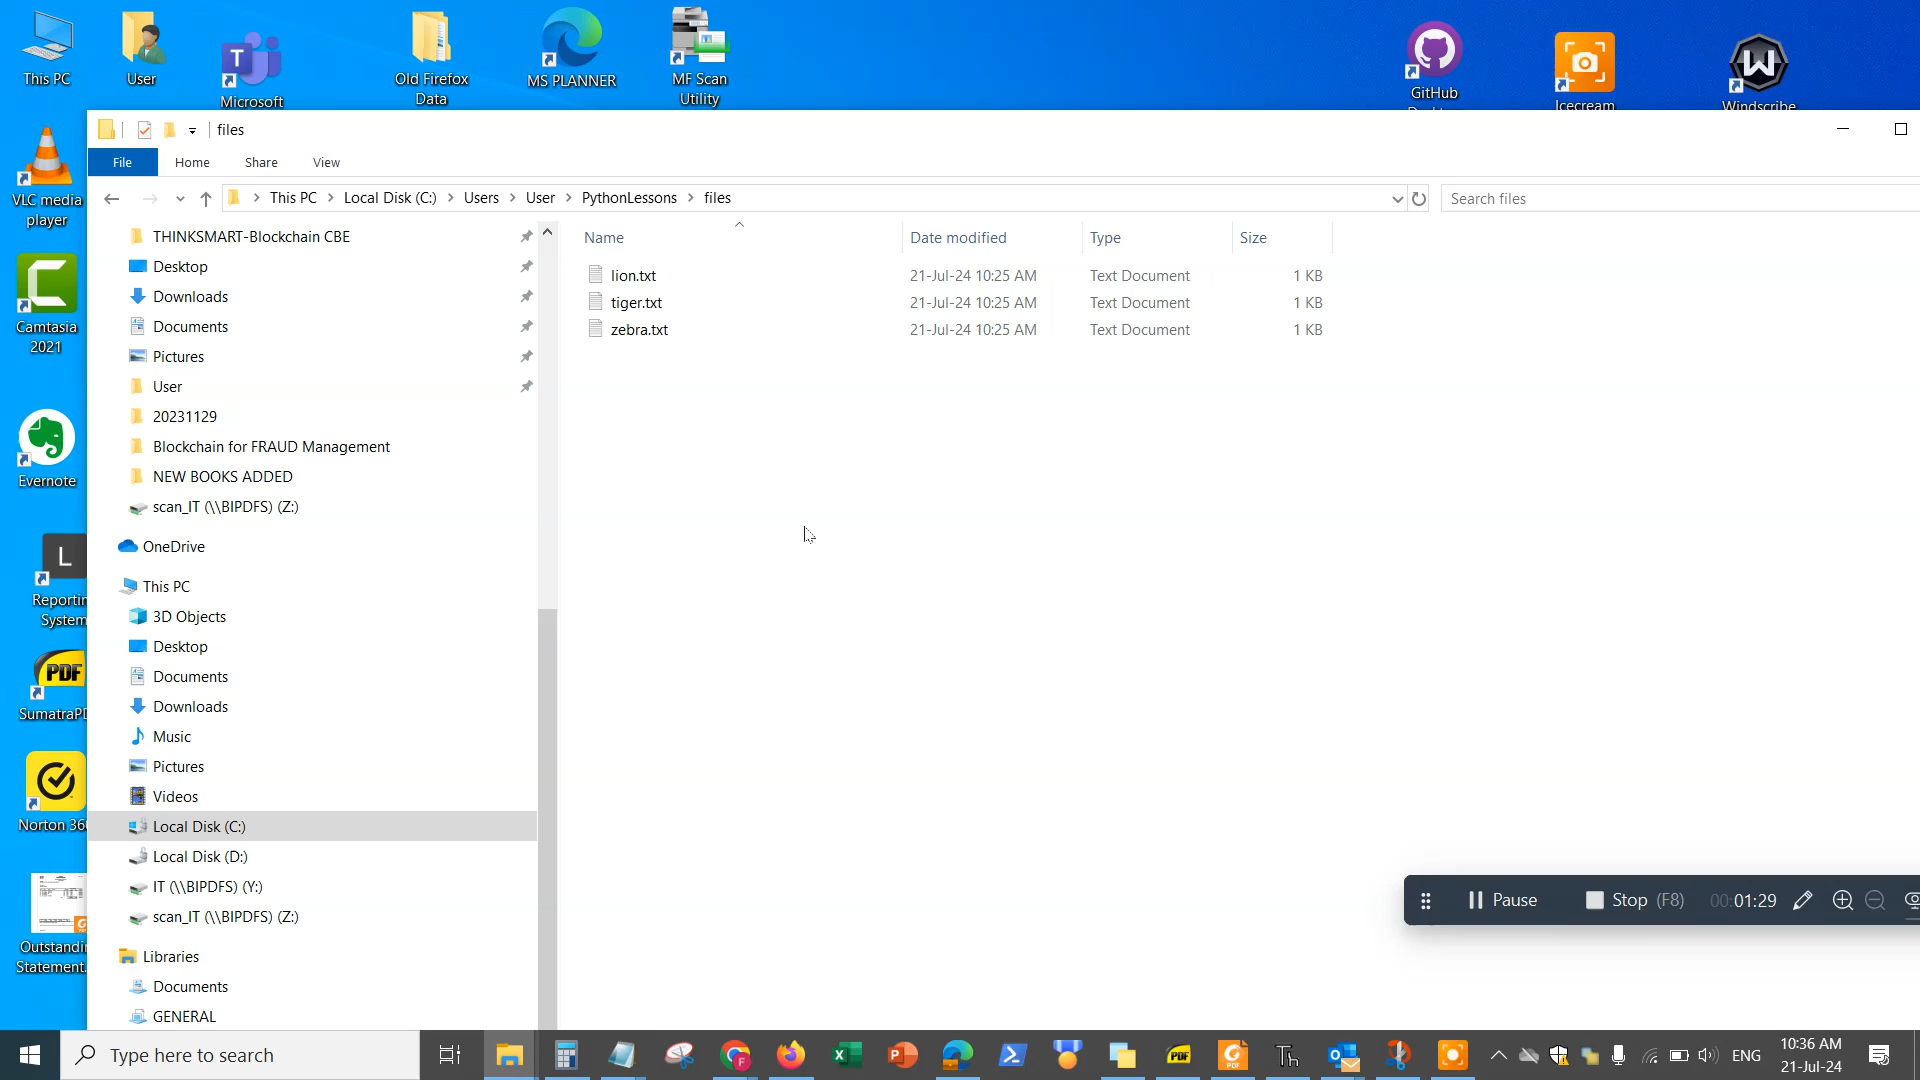 This PC
User
Microsoft
Old Firefox
Data
MS PLANNER
MF Scan
Utility
GitHub
Icecream
Windscribe
files
File
Home
Share
View
This PC > Local Disk (C:) > Users > User > PythonLessons > files
Search files
VLC media
player
Camtasia
2021
Evernote
L
Reportin
System
PDF
SumatraPD
Norton 360
Outstandin
Statement.
THINKSMART-Blockchain CBE
Desktop
Downloads
Documents
Pictures
User
20231129
Blockchain for FRAUD Management
NEW BOOKS ADDED
scan_IT (\\BIPDFS) (Z:)
OneDrive
This PC
3D Objects
Desktop
Documents
Downloads
Music
Pictures
Videos
Local Disk (C:)
Local Disk (D:)
IT (\\BIPDFS) (Y:)
scan_IT (\\BIPDFS) (Z:)
Libraries
Documents
GENERAL
Name Date modified Type Size
lion.txt 21-Jul-24 10:25 AM Text Document 1 KB
tiger.txt 21-Jul-24 10:25 AM Text Document 1 KB
zebra.txt 21-Jul-24 10:25 AM Text Document 1 KB
Pause Stop (F8) 00:01:29
Type here to search
PDF
Th
ENG
10:36 AM
21-Jul-24